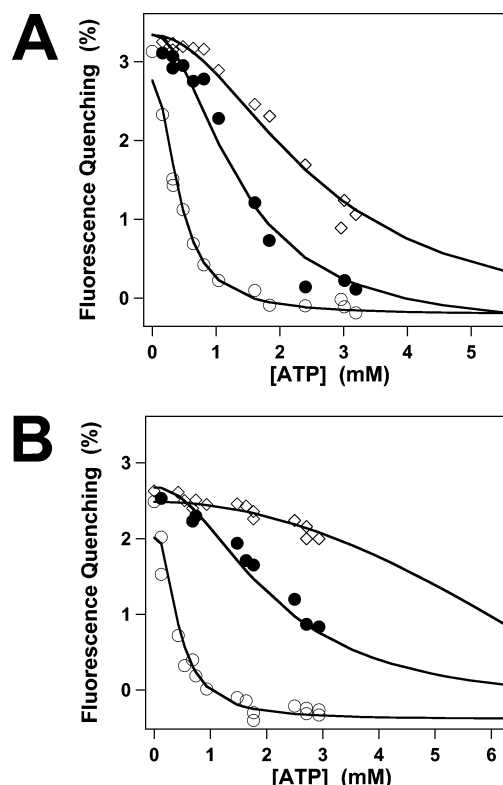 A
Fluorescence Quenching (%)
3
2
1
0
0 1 2 3 4 5
[ATP] (mM)
B
Fluorescence Quenching (%)
3
2
1
0
0 1 2 3 4 5 6
[ATP] (mM)